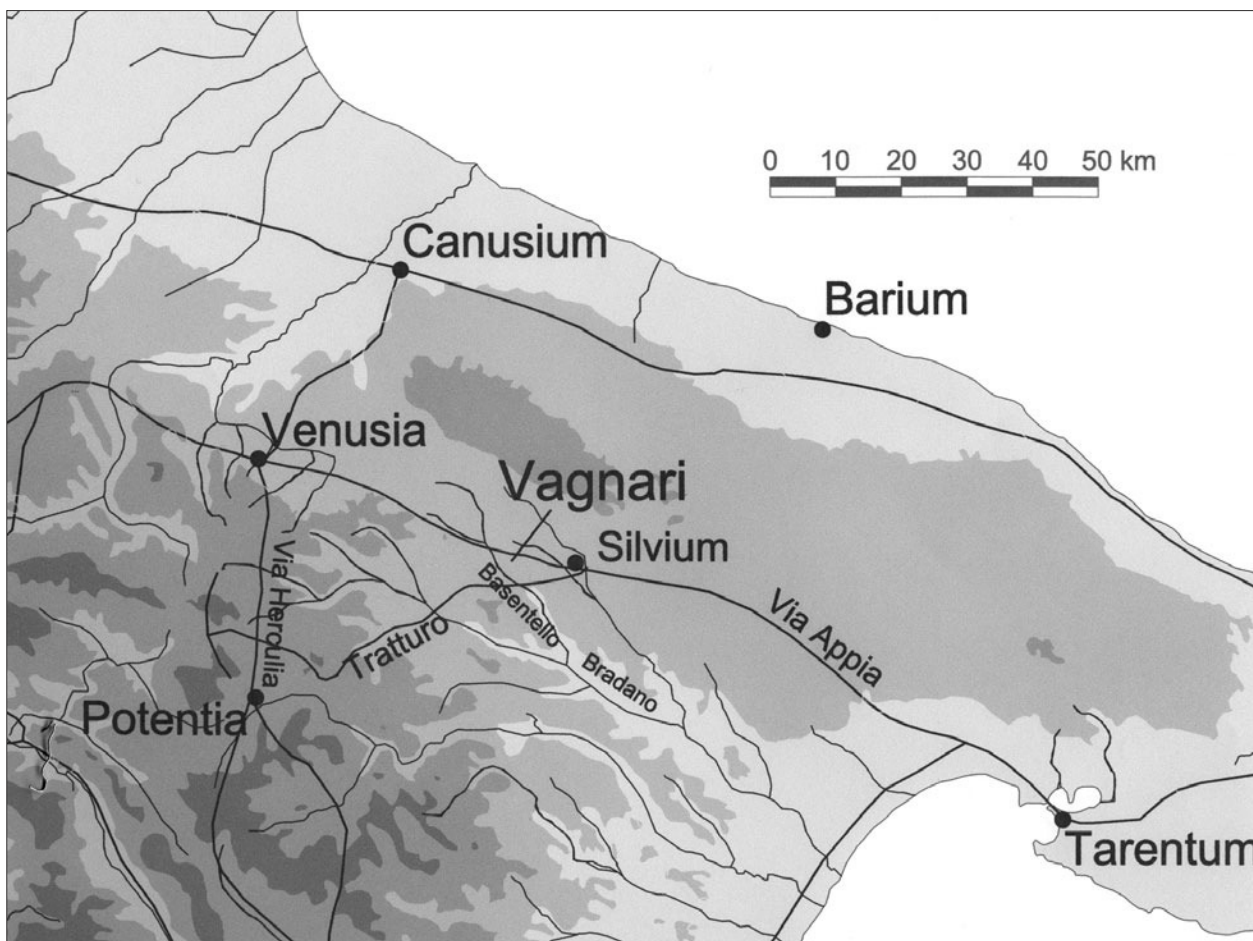 0 10 20 30 40 50 km
Canusium
Barium
Venusia
Vagnari
Silvium
Via Herculia
Basentello
Via Appia
Tratturo
Bradano
Potentia
Tarentum